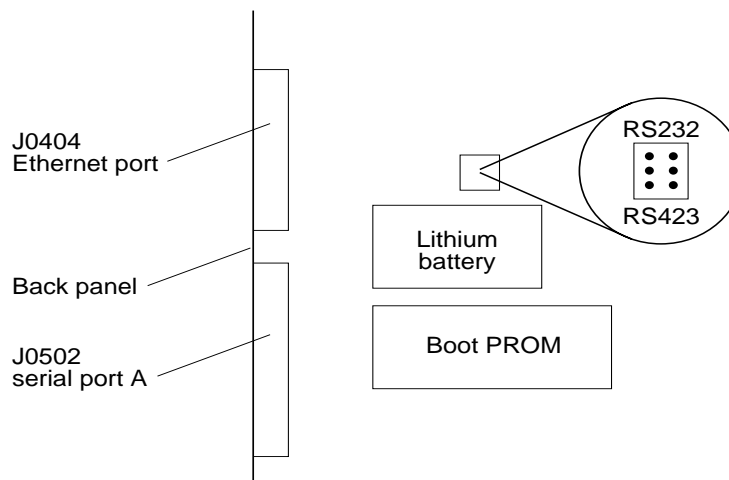 J0404
Ethernet port
RS232
RS423
Lithium
battery
Back panel
Boot PROM
J0502
serial port A